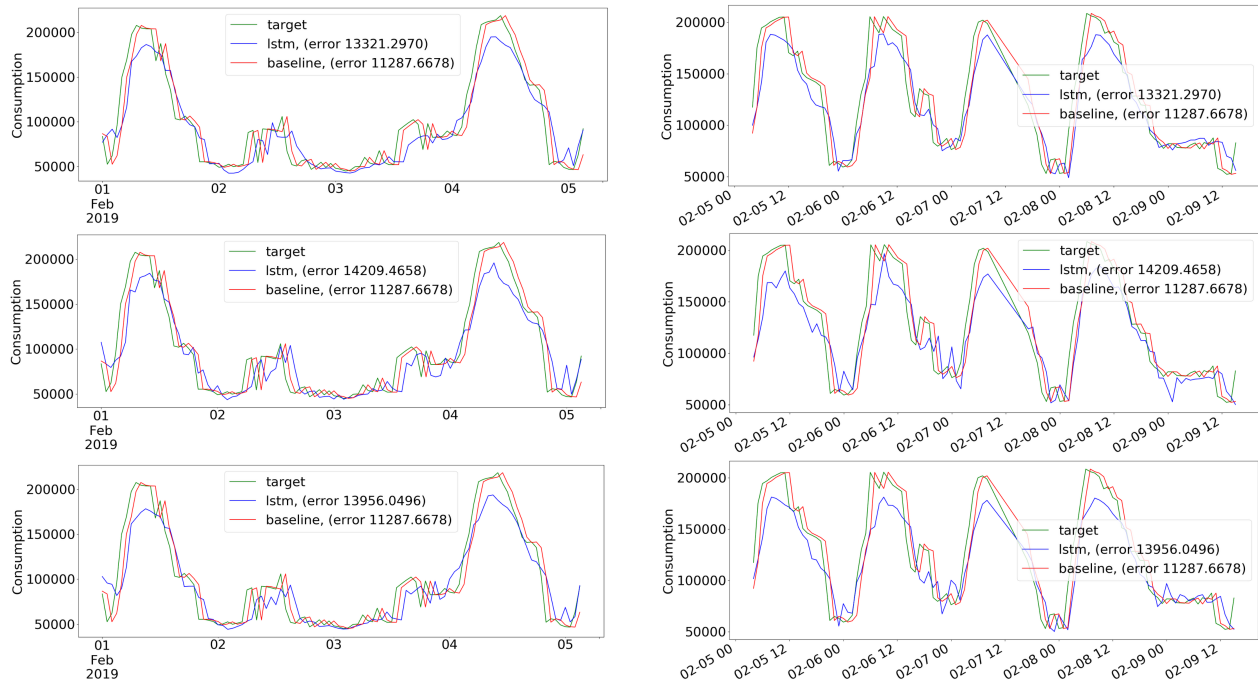 Consumption
200000
150000
100000
50000
target
lstm, (error 13321.2970)
baseline, (error 11287.6678)
01
02
03
04
05
Feb
2019
Consumption
200000
150000
100000
50000
target
lstm, (error 13321.2970)
baseline, (error 11287.6678)
02-05 00
02-05 12
02-06 00
02-06 12
02-07 00
02-07 12
02-08 00
02-08 12
02-09 00
02-09 12
Consumption
200000
150000
100000
50000
target
lstm, (error 14209.4658)
baseline, (error 11287.6678)
01
02
03
04
05
Feb
2019
Consumption
200000
150000
100000
50000
target
lstm, (error 14209.4658)
baseline, (error 11287.6678)
02-05 00
02-05 12
02-06 00
02-06 12
02-07 00
02-07 12
02-08 00
02-08 12
02-09 00
02-09 12
Consumption
200000
150000
100000
50000
target
lstm, (error 13956.0496)
baseline, (error 11287.6678)
01
02
03
04
05
Feb
2019
Consumption
200000
150000
100000
50000
target
lstm, (error 13956.0496)
baseline, (error 11287.6678)
02-05 00
02-05 12
02-06 00
02-06 12
02-07 00
02-07 12
02-08 00
02-08 12
02-09 00
02-09 12